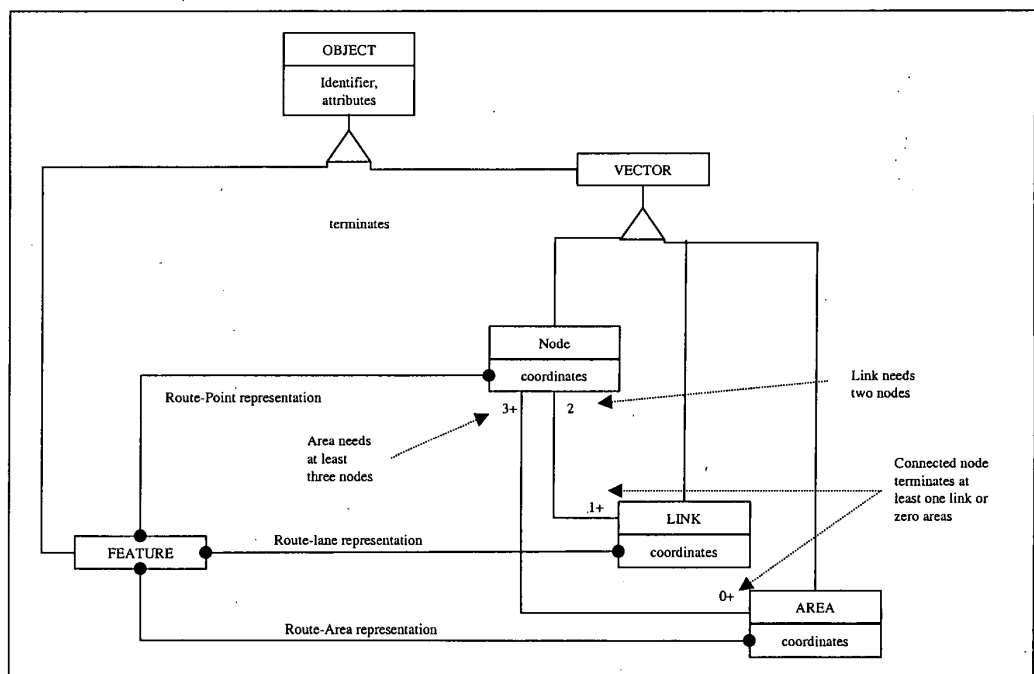 OBJECT
Identifier,
attributes
VECTOR
terminates
Node
coordinates
Route-Point representation
3+
2
Link needs
two nodes
Area needs
at least
three nodes
Connected node
terminates at
least one link or
zero areas
1+
LINK
coordinates
FEATURE
Route-lane representation
0+
AREA
coordinates
Route-Area representation